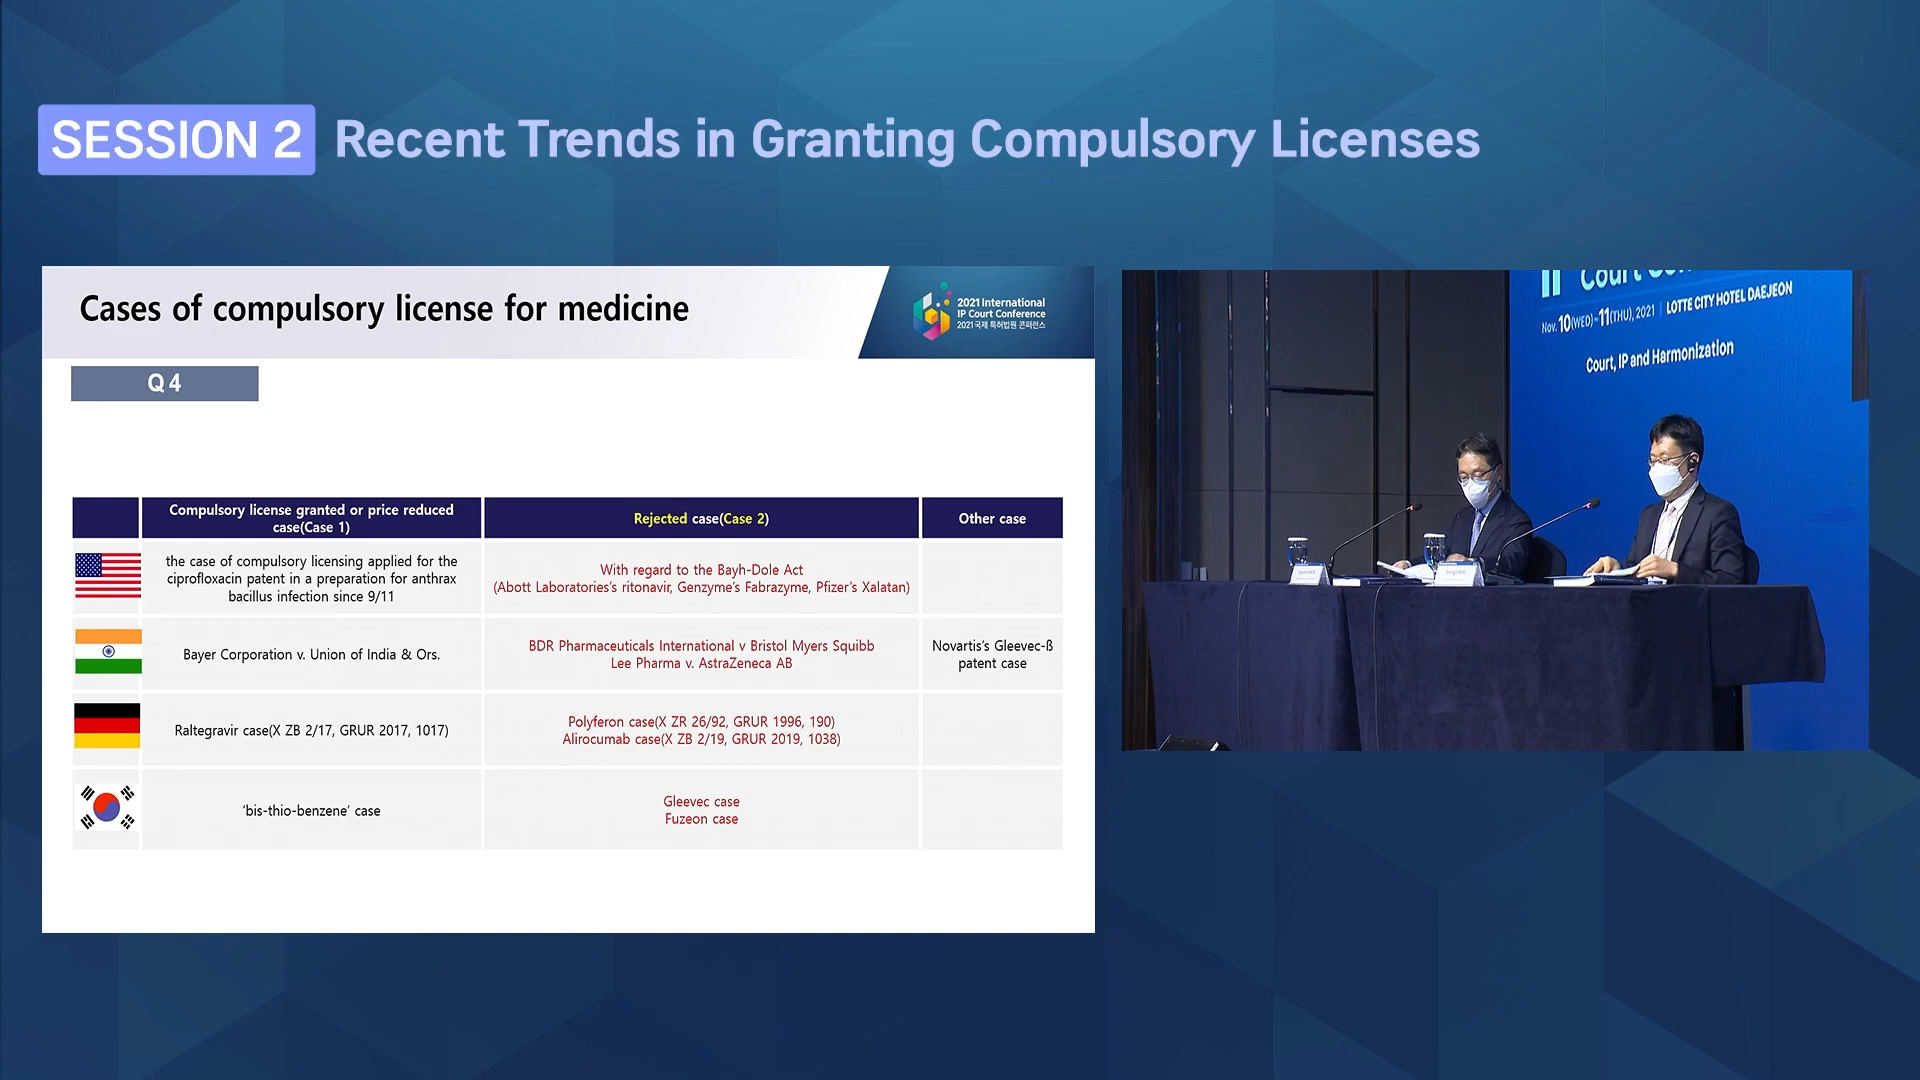 SESSION 2 Recent Trends in Granting Compulsory Licenses
Cases of compulsory license for medicine
2021 International
IP Court Conference
2021 국제 특허법원 콘퍼런스
Q 4
Compulsory license granted or price reduced
case(Case 1)
Rejected case(Case 2)
Other case
the case of compulsory licensing applied for the
ciprofloxacin patent in a preparation for anthrax
bacillus infection since 9/11
With regard to the Bayh-Dole Act
(Abott Laboratories's ritonavir, Genzyme's Fabrazyme, Pfizer's Xalatan)
Bayer Corporation v. Union of India & Ors.
BDR Pharmaceuticals International v Bristol Myers Squibb
Lee Pharma v. AstraZeneca AB
Novartis's Gleevec-ß
patent case
Raltegravir case(X ZB 2/17, GRUR 2017, 1017)
Polyferon case(X ZR 26/92, GRUR 1996, 190)
Alirocumab case(X ZB 2/19, GRUR 2019, 1038)
'bis-thio-benzene' case
Gleevec case
Fuzeon case
Court
Nov. 10(WED)~11(THU), 2021 | LOTTE CITY HOTEL DAEJEON
Court, IP and Harmonization